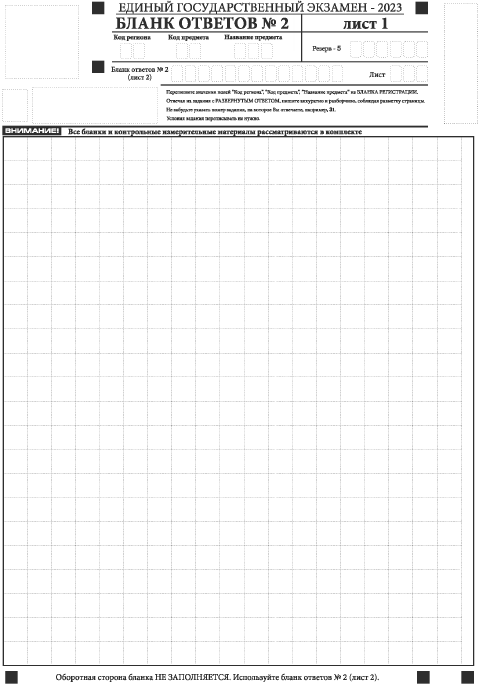 ЕДИНЫЙ ГОСУДАРСТВЕННЫЙ ЭКЗАМЕН - 2023
БЛАНК ОТВЕТОВ № 2
лист 1
Код региона Код предмета Название предмета
Резерв - 5
Бланк ответов № 2
(лист 2)
Лист
Перепишите значения полей "Код региона", "Код предмета", "Название предмета" из БЛАНКА РЕГИСТРАЦИИ.
Отвечая на задания с РАЗВЕРНУТЫМ ОТВЕТОМ, пишите аккуратно и разборчиво, соблюдая разметку страницы.
Не забудьте указать номер задания, на которое Вы отвечаете, например, 31.
Условия задания переписывать не нужно.
ВНИМАНИЕ! Все бланки и контрольные измерительные материалы рассматриваются в комплекте
Оборотная сторона бланка НЕ ЗАПОЛНЯЕТСЯ. Используйте бланк ответов № 2 (лист 2).